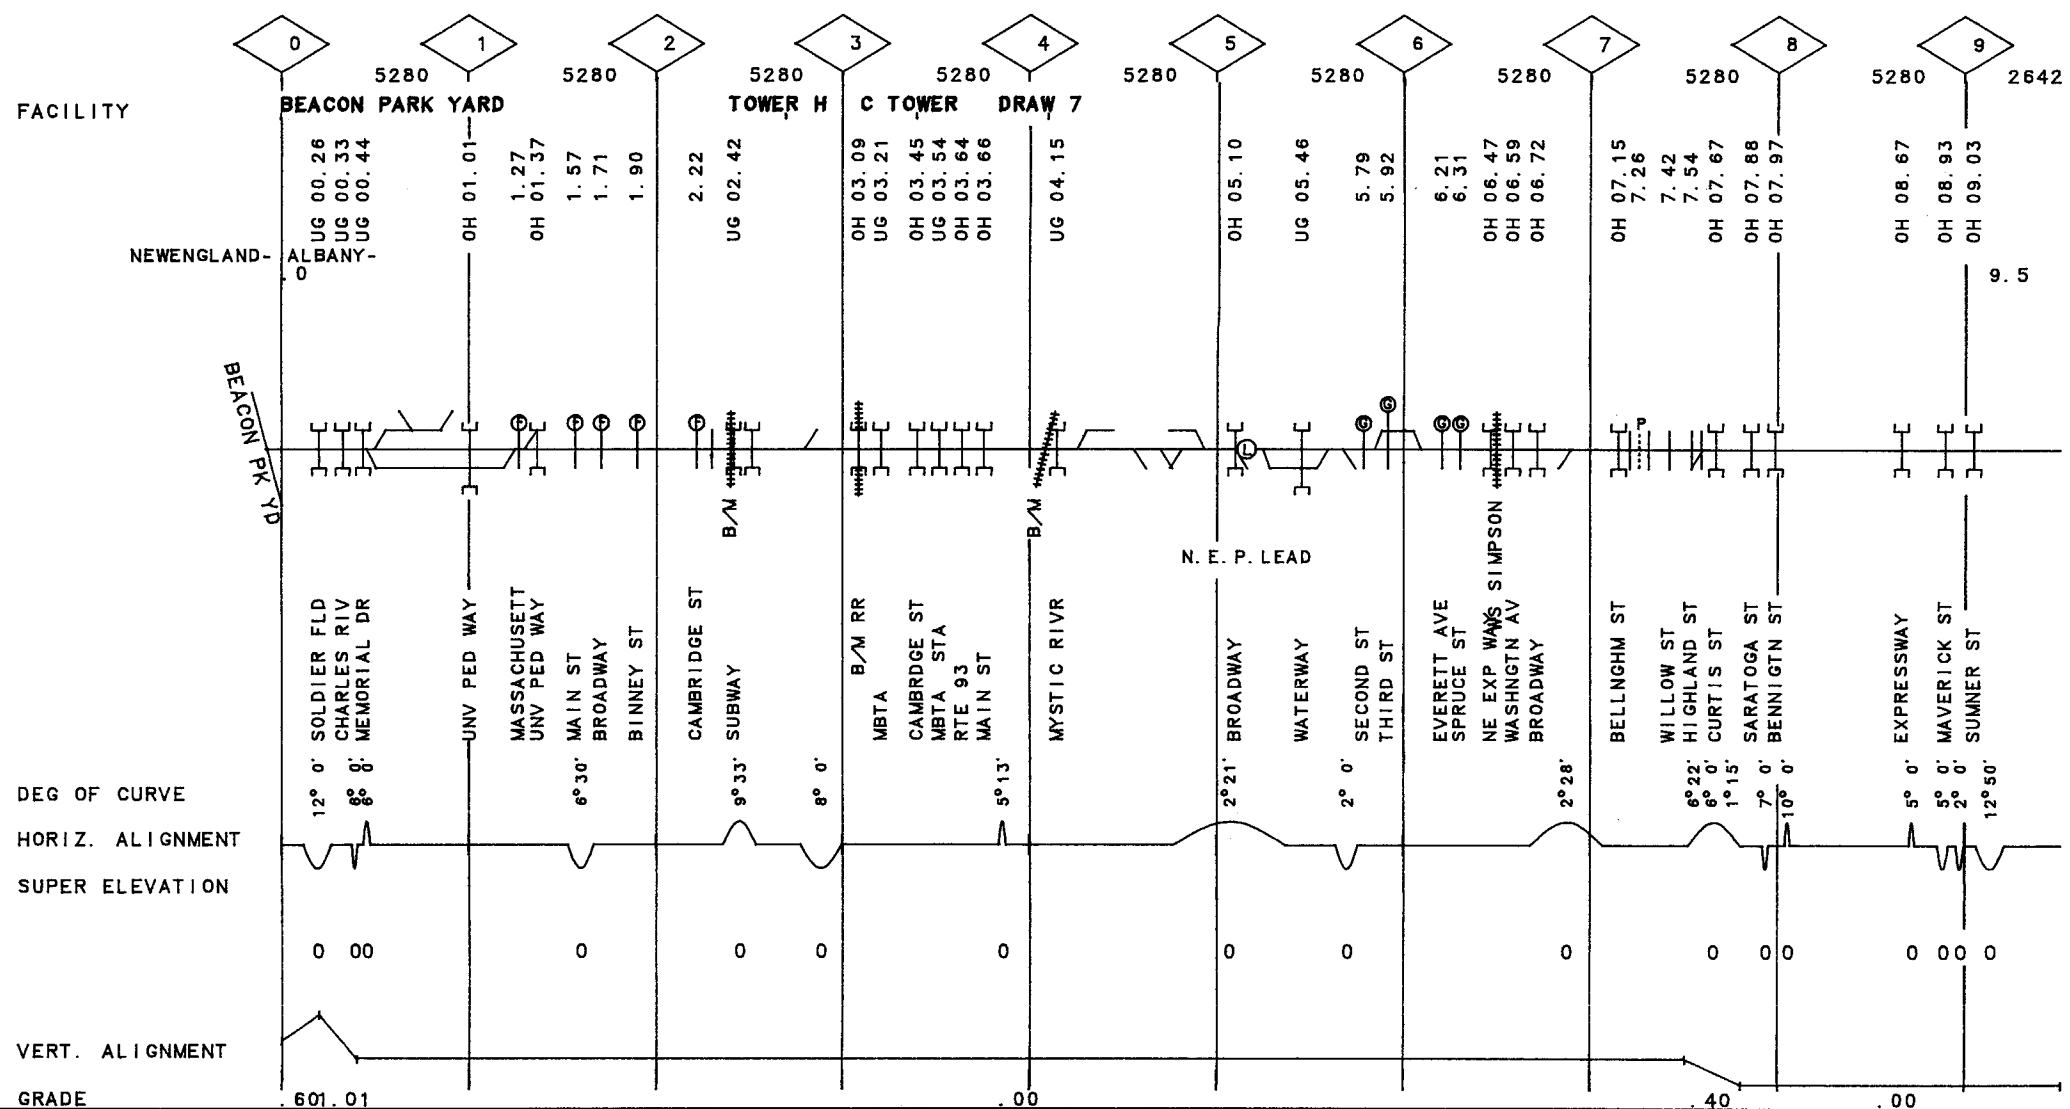 0 1 2 3 4 5 6 7 8 9
5280 5280 5280 5280 5280 5280 5280 5280 5280 2642
FACILITY
BEACON PARK YARD TOWER H C TOWER DRAW 7
UG 00.26
UG 00.33
UG 00.44
OH 01.01
1.27
OH 01.37
1.57
1.71
1.90
2.22
UG 02.42
OH 03.09
UG 03.21
OH 03.45
UG 03.54
OH 03.64
OH 03.66
UG 04.15
OH 05.10
UG 05.46
5.79
5.92
6.21
6.31
OH 06.47
OH 06.59
OH 06.72
OH 07.15
7.26
7.42
7.54
OH 07.67
OH 07.88
OH 07.97
OH 08.67
OH 08.93
OH 09.03
NEWENGLAND- ALBANY-
.0 9.5
BEACON PK YD
F F F F F L G G G G P
B/M
B/M
N.E.P. LEAD
SOLDIER FLD
CHARLES RIV
MEMORIAL DR
UNV PED WAY
MASSACHUSETT
UNV PED WAY
MAIN ST
BROADWAY
BINNEY ST
CAMBRIDGE ST
SUBWAY
B/M RR
MBTA
CAMBRDGE ST
MBTA STA
RTE 93
MAIN ST
MYSTIC RIVR
BROADWAY
WATERWAY
SECOND ST
THIRD ST
EVERETT AVE
SPRUCE ST
NE EXP WAY
SIMPSON
WASHNGTN AV
BROADWAY
BELLNGHM ST
WILLOW ST
HIGHLAND ST
CURTIS ST
SARATOGA ST
BENNIGTN ST
EXPRESSWAY
MAVERICK ST
SUMNER ST
DEG OF CURVE
12° 0' 6° 0' 6° 0' 6°30' 9°33' 8° 0' 5°13' 2°21' 2° 0' 2°28' 6°22' 6° 0' 1°15' 7° 0' 10° 0' 5° 0' 5° 0' 2° 0' 12°50'
HORIZ. ALIGNMENT
SUPER ELEVATION
0 00 0 0 0 0 0 0 0 0 0 0 0 0 0 0
VERT. ALIGNMENT
GRADE
.601.01 .00 .40 .00